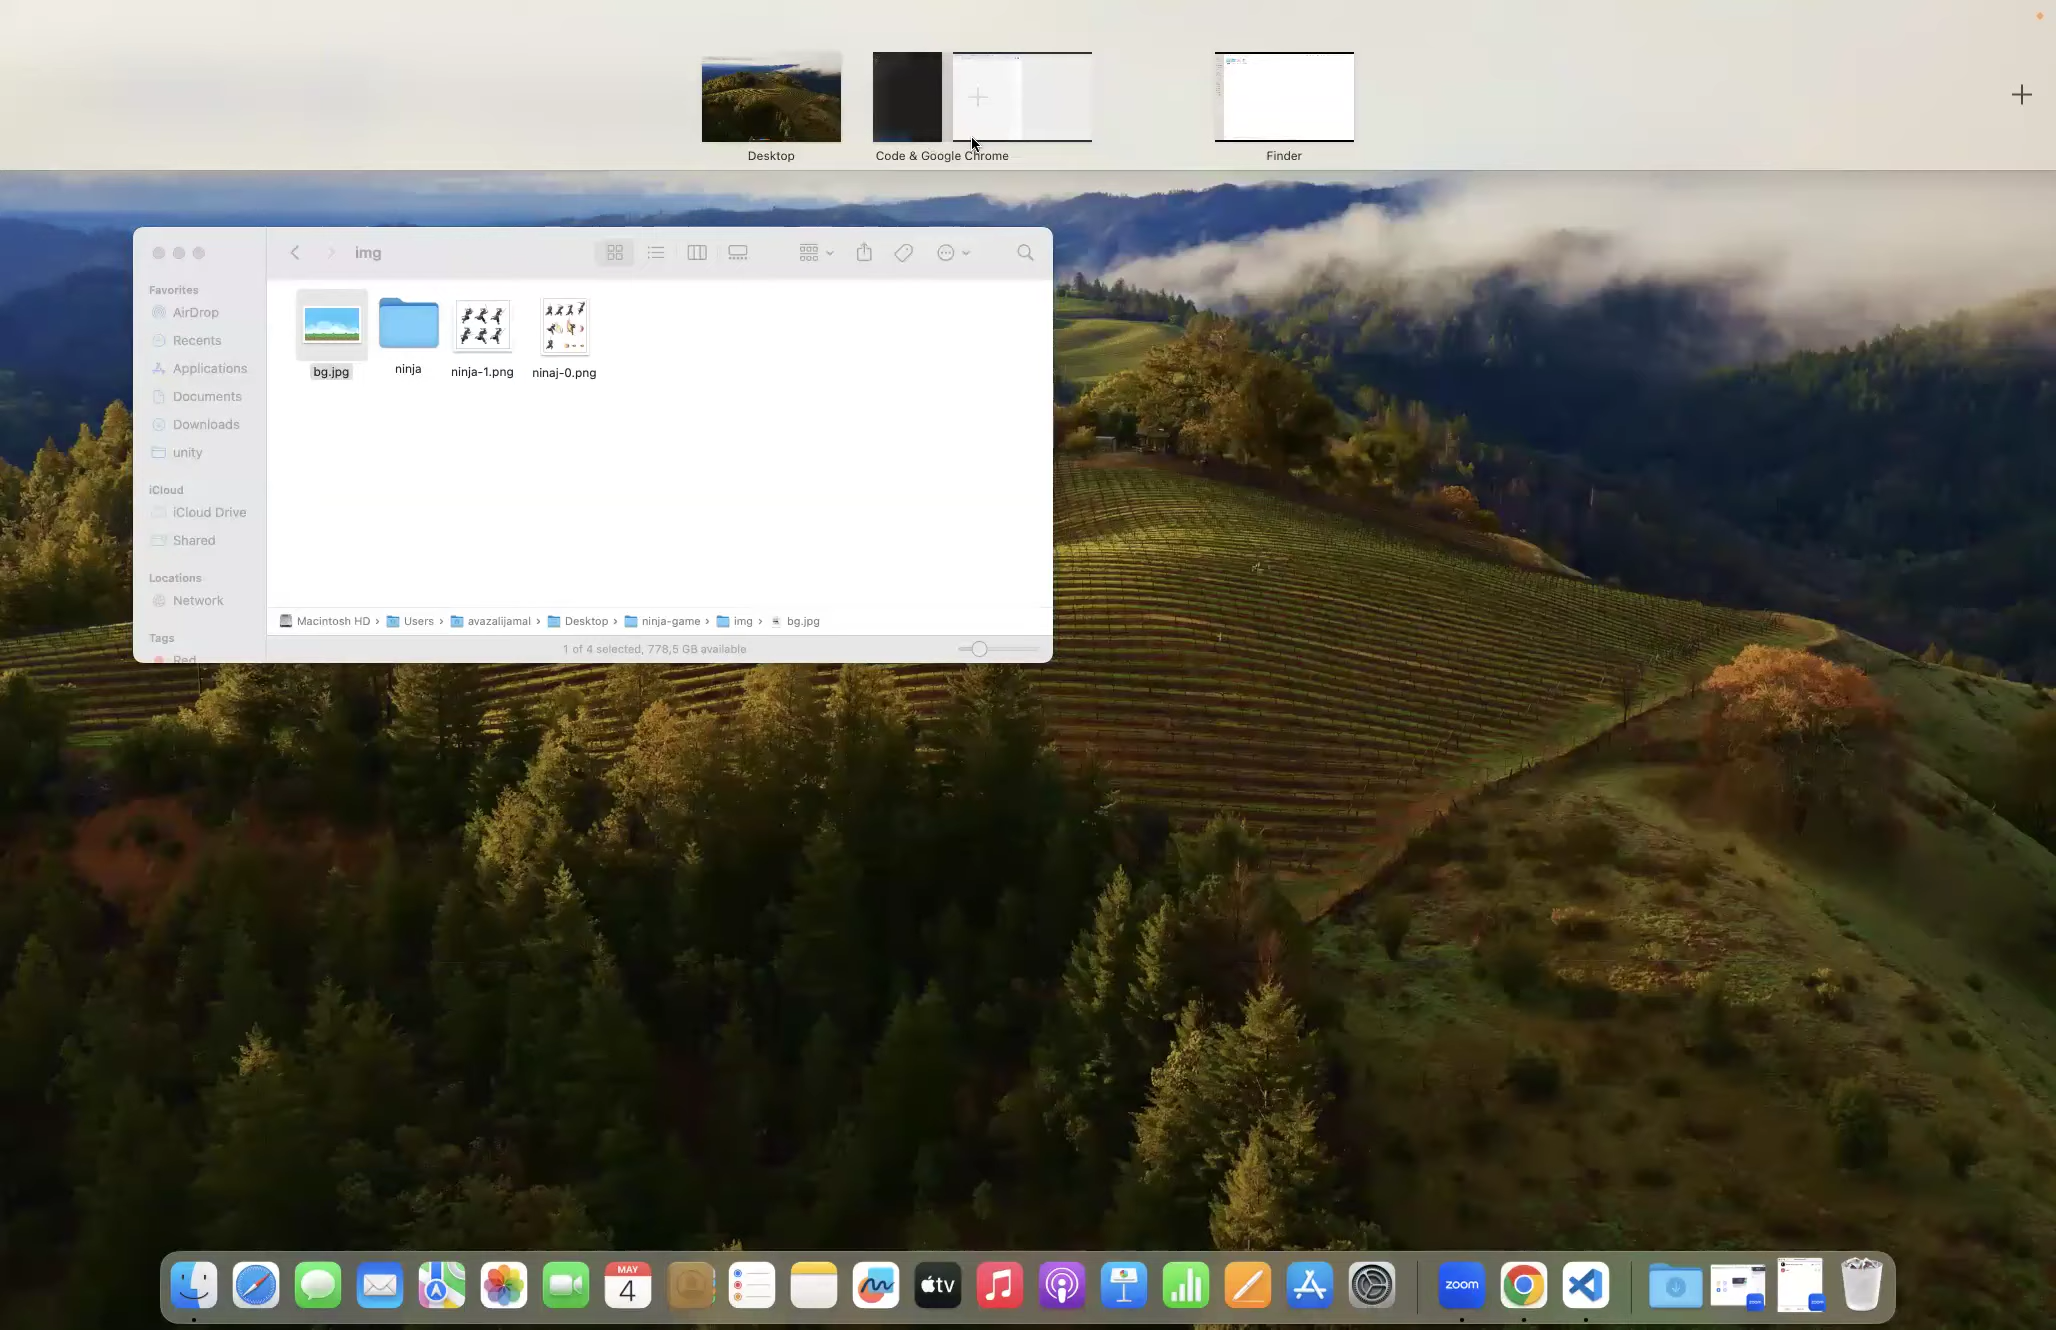 Desktop
Code & Google Chrome
Finder
img
Favorites
AirDrop
Recents
Applications
Documents
Downloads
unity
iCloud
iCloud Drive
Shared
Locations
Network
Tags
Red
bg.jpg
ninja
ninja-1.png
ninaj-0.png
Macintosh HD › Users › avazalijamal › Desktop › ninja-game › img › bg.jpg
1 of 4 selected, 778,5 GB available
MAY
4
tv
zoom